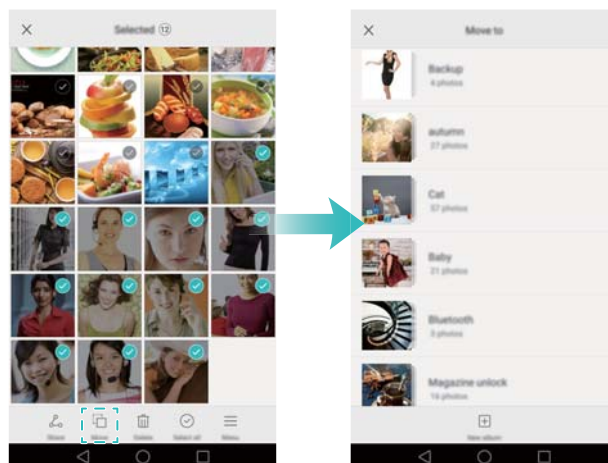 Selected 12
Share
Move
Delete
Select all
Menu
Move to
Backup
4 photos
autumn
27 photos
Cat
57 photos
Baby
21 photos
Bluetooth
3 photos
Magazine unlock
16 photos
New album